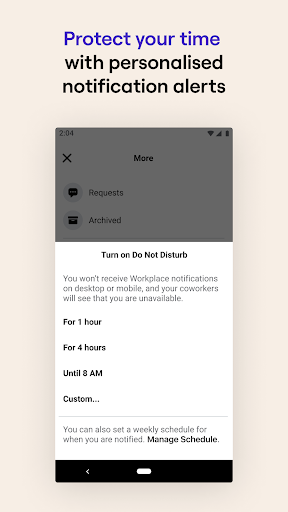 Protect your time
with personalised
notification alerts
2:04
More
Requests
Archived
Turn on Do Not Disturb
You won't receive Workplace notifications
on desktop or mobile, and your coworkers
will see that you are unavailable.
For 1 hour
For 4 hours
Until 8 AM
Custom...
You can also set a weekly schedule for
when you are notified. Manage Schedule.